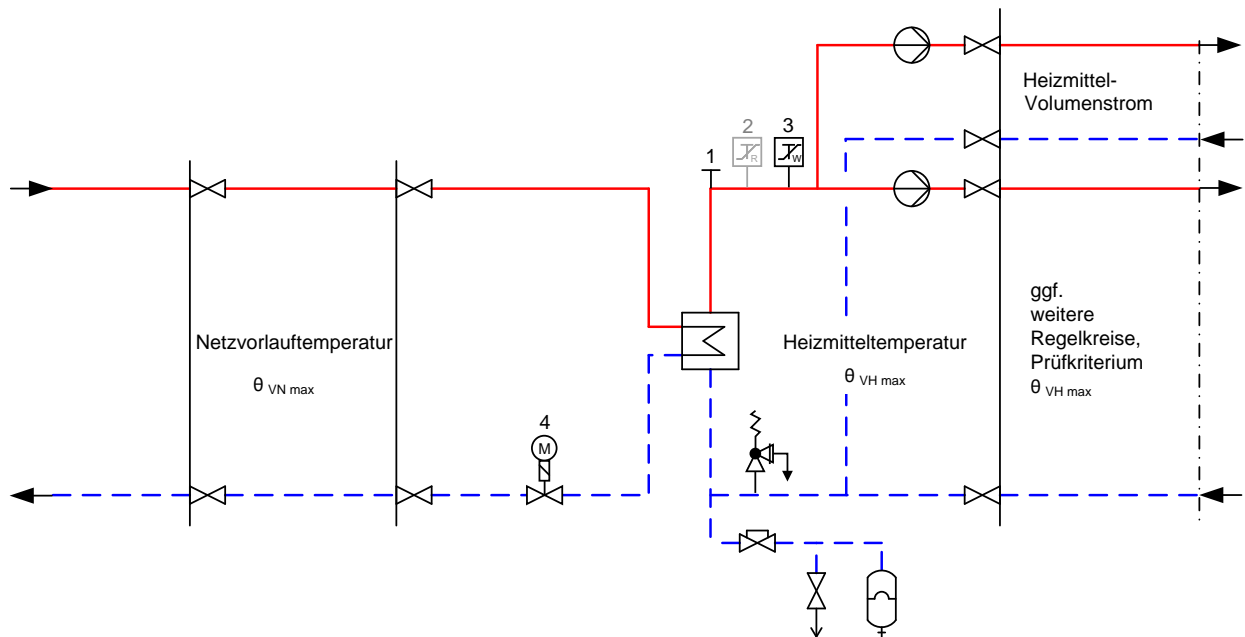 Heizmittel-
Volumenstrom
2
3
R
W
1
Netzvorlauftemperatur
θ VN max
Heizmitteltemperatur
θ VH max
ggf.
weitere
Regelkreise,
Prüfkriterium
θ VH max
4
M